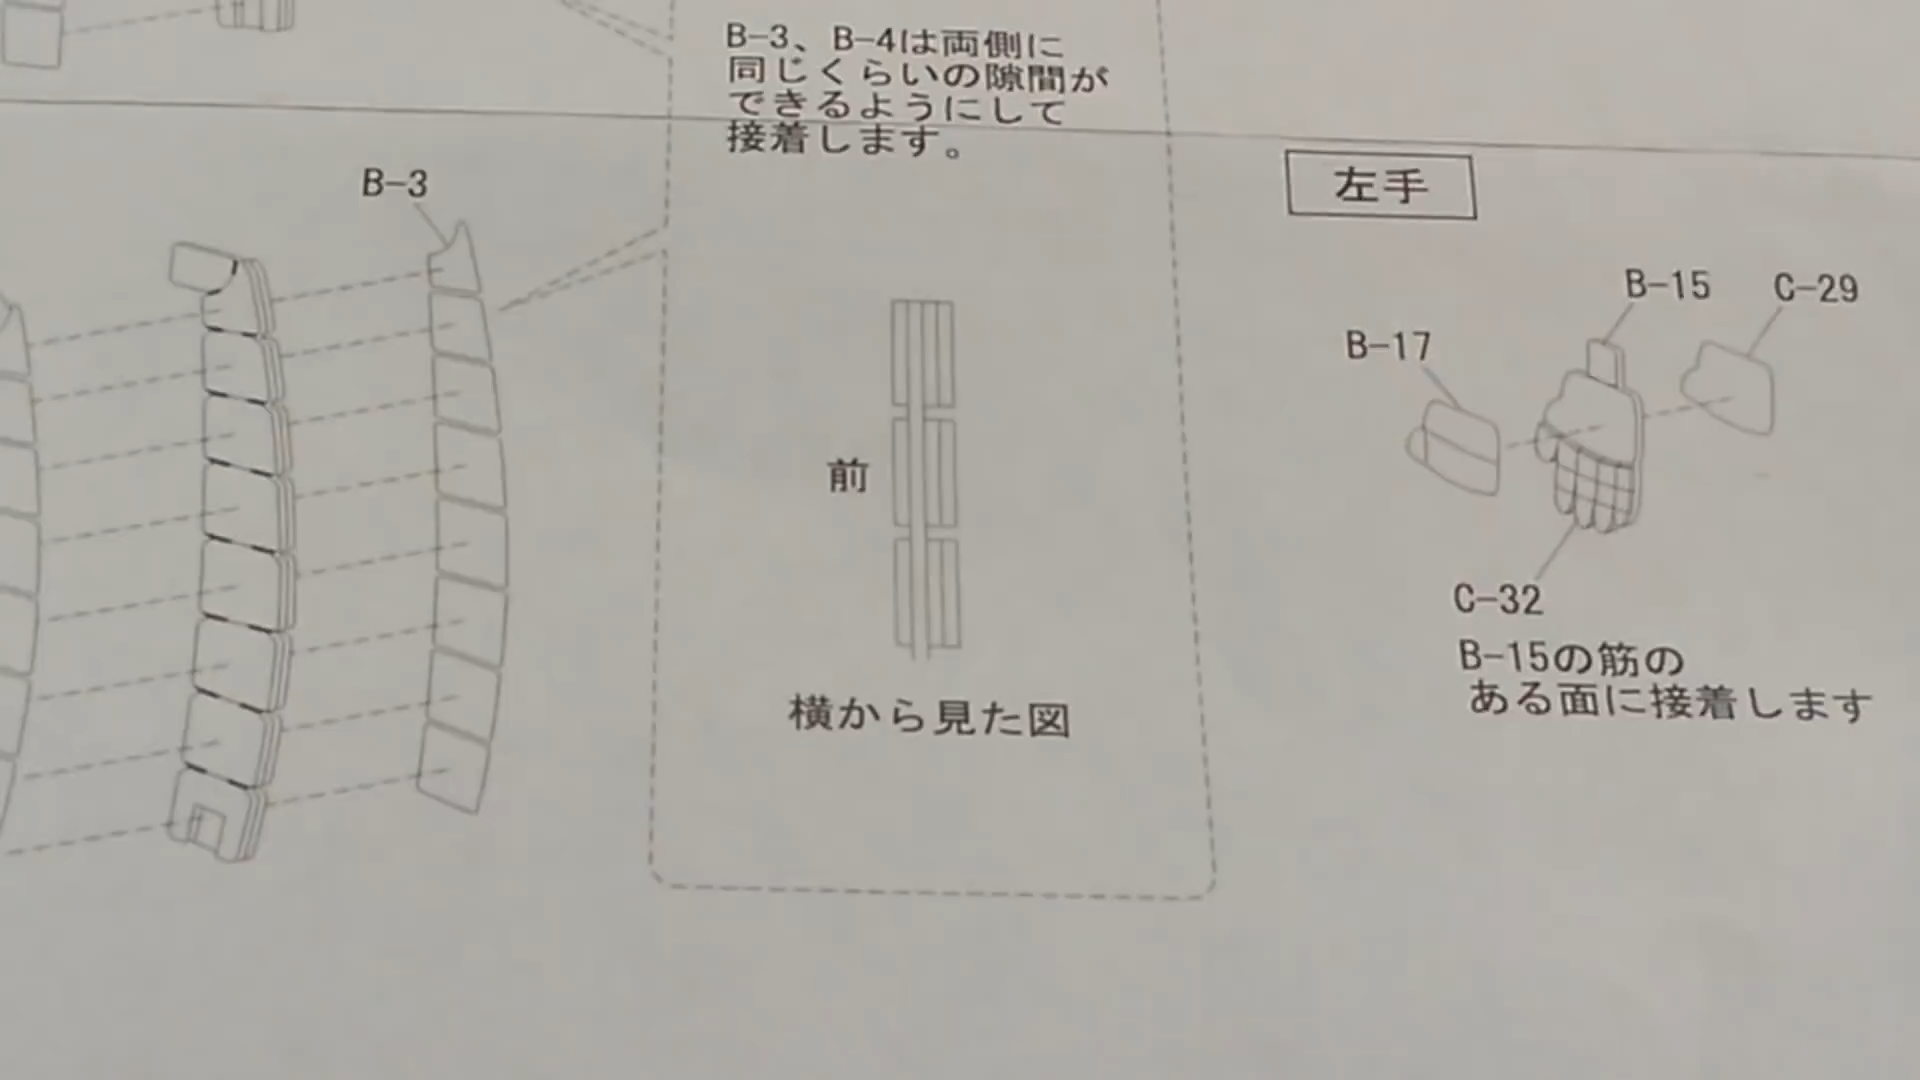 B-3、B-4は両側に
同じくらいの隙間が
できるようにして
接着します。
B-3
前
横から見た図
左手
B-15
C-29
B-17
C-32
B-15の筋の
ある面に接着します